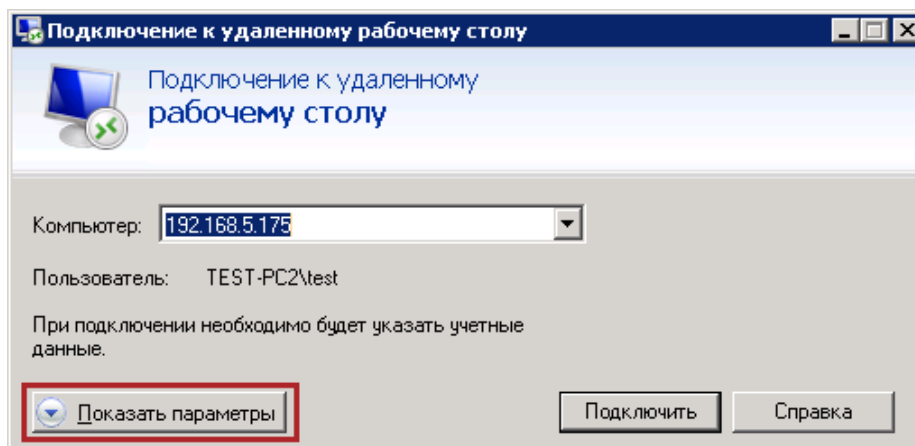 Подключение к удаленному рабочему столу
Подключение к удаленному
рабочему столу
Компьютер: 192.168.5.175
Пользователь: TEST-PC2\test
При подключении необходимо будет указать учетные
данные.
Показать параметры Подключить Справка